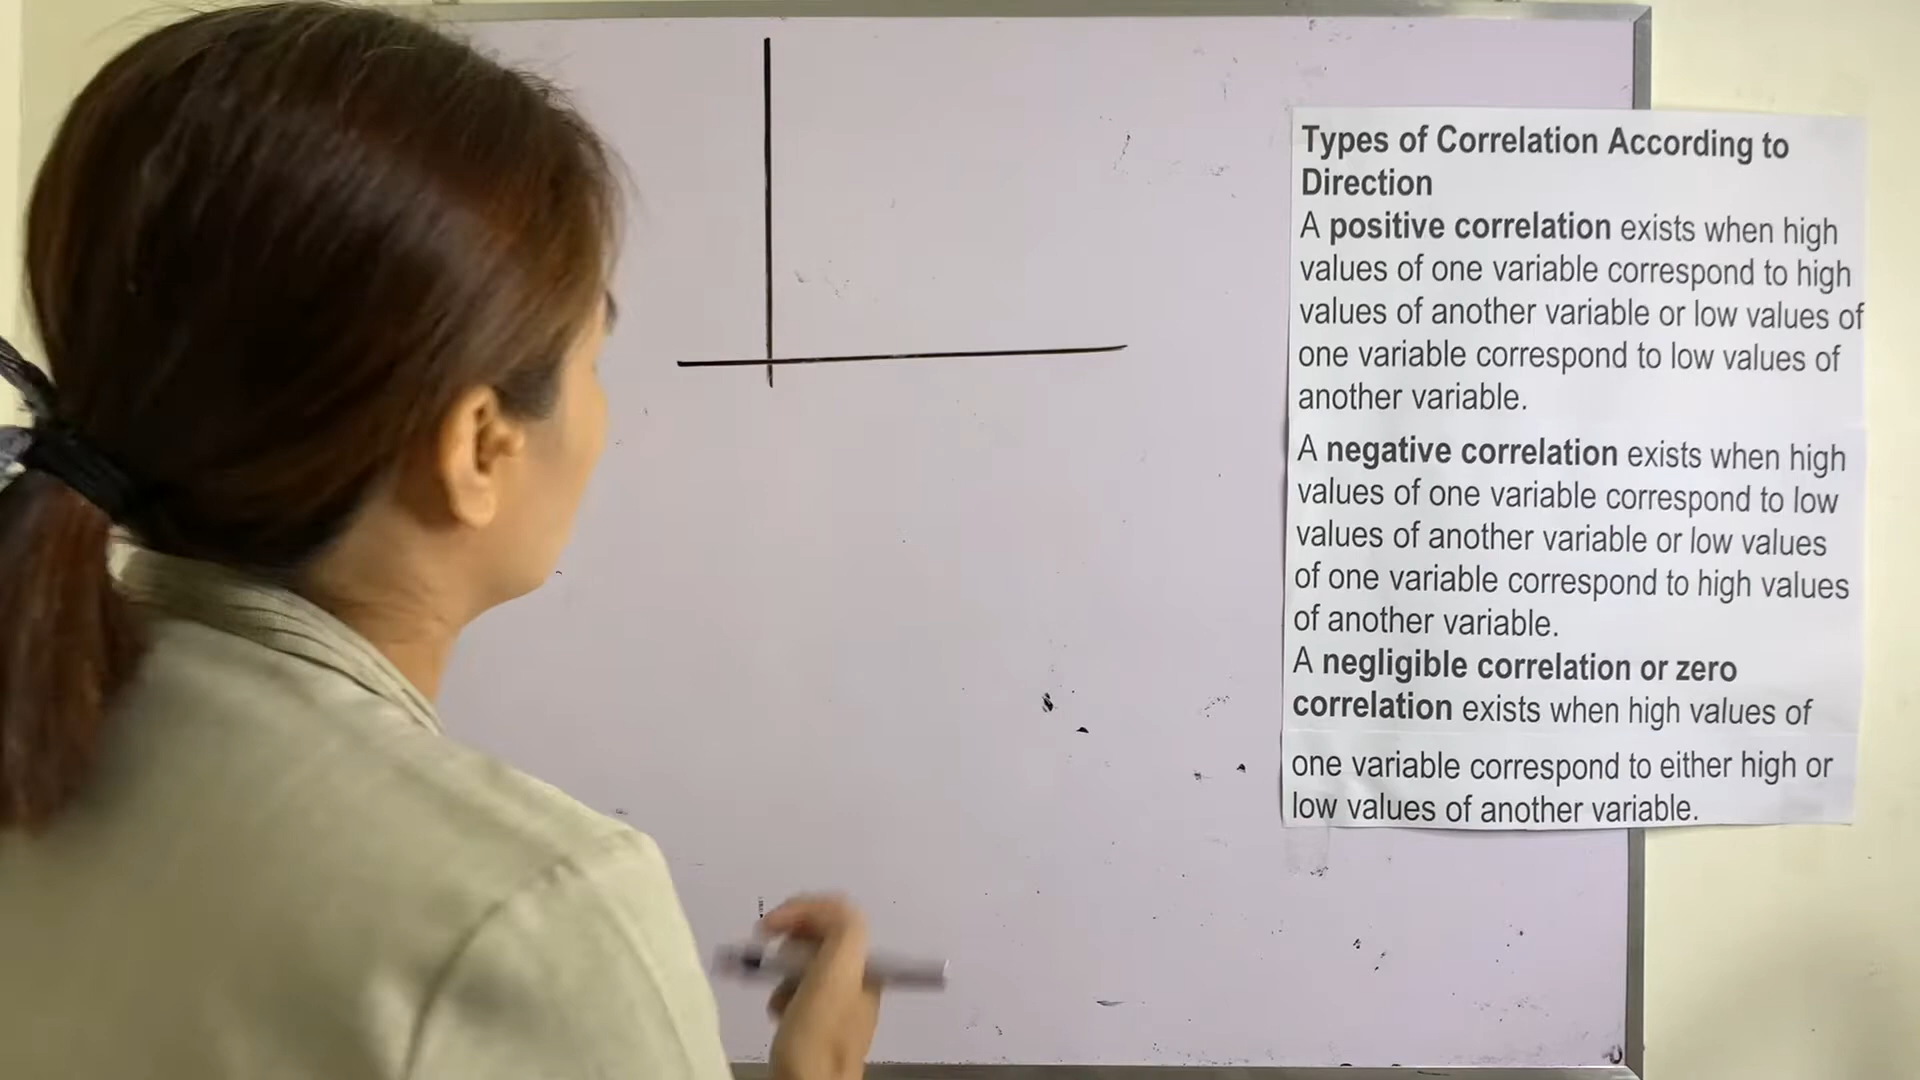 Types of Correlation According to
Direction
A positive correlation exists when high
values of one variable correspond to high
values of another variable or low values of
one variable correspond to low values of
another variable.
A negative correlation exists when high
values of one variable correspond to low
values of another variable or low values
of one variable correspond to high values
of another variable.
A negligible correlation or zero
correlation exists when high values of
one variable correspond to either high or
low values of another variable.